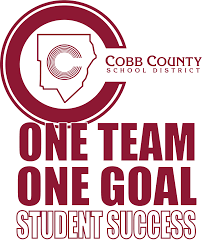 COBB COUNTY
SCHOOL DISTRICT
ONE TEAM
ONE GOAL
STUDENT SUCCESS